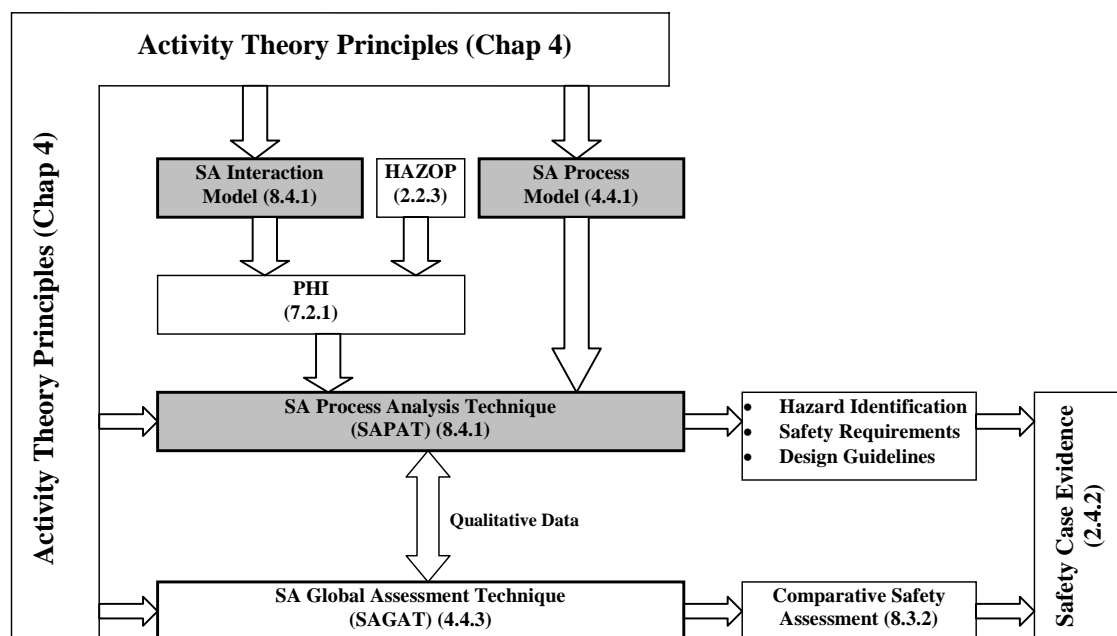 Activity Theory Principles (Chap 4)
Activity Theory Principles (Chap 4)
SA Interaction
Model (8.4.1)
HAZOP
(2.2.3)
SA Process
Model (4.4.1)
PHI
(7.2.1)
SA Process Analysis Technique
(SAPAT) (8.4.1)
• Hazard Identification
• Safety Requirements
• Design Guidelines
Safety Case Evidence
(2.4.2)
Qualitative Data
SA Global Assessment Technique
(SAGAT) (4.4.3)
Comparative Safety
Assessment (8.3.2)